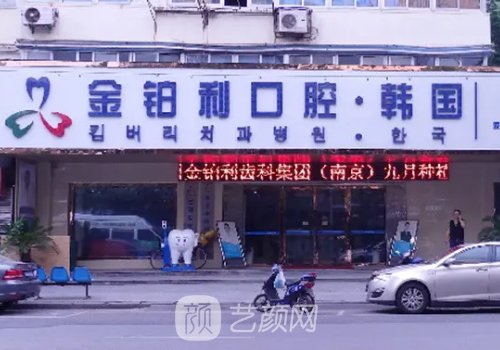 金铂利口腔·韩国
킴버리치과병원·한국
金铂利齿科集团（南京）九月种植
颜 艺颜网